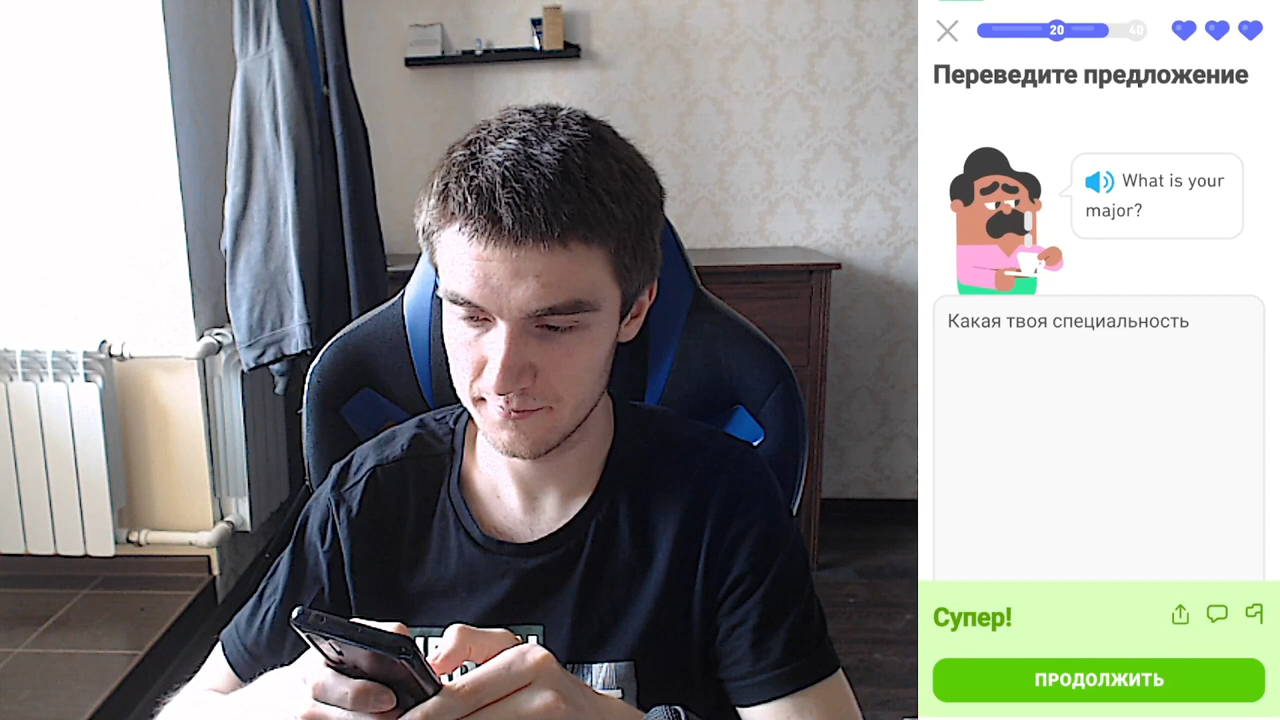 20
40
Переведите предложение
What is your
major?
Какая твоя специальность
Супер!
ПРОДОЛЖИТЬ